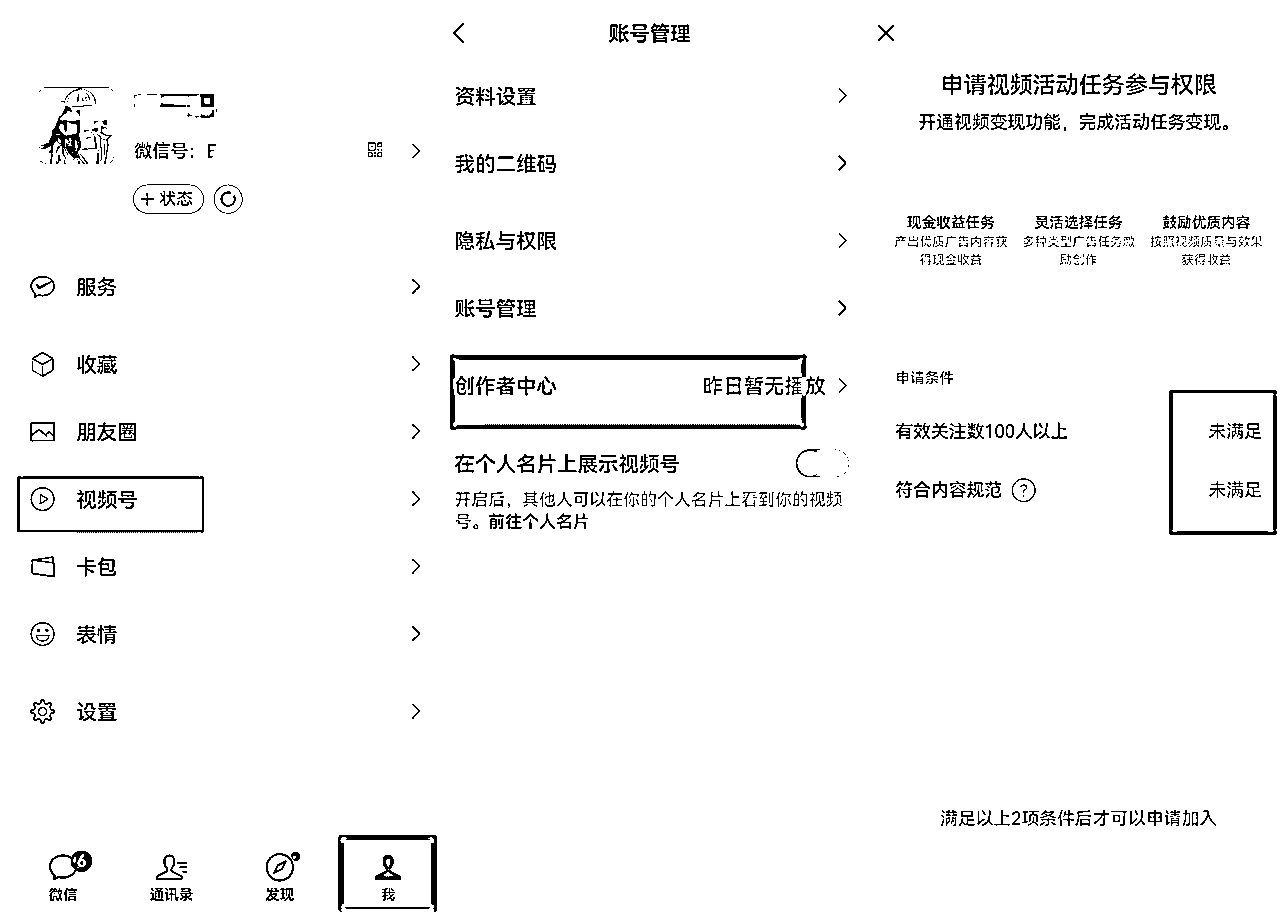 微信号：E
+ 状态
服务
收藏
朋友圈
视频号
卡包
表情
设置
6
微信
通讯录
发现
我
账号管理
资料设置
我的二维码
隐私与权限
账号管理
创作者中心 昨日暂无播放
在个人名片上展示视频号
开启后，其他人可以在你的个人名片上看到你的视频
号。前往个人名片
申请视频活动任务参与权限
开通视频变现功能，完成活动任务变现。
现金收益任务 灵活选择任务 鼓励优质内容
产出优质广告内容获 多种类型广告任务激 按照视频质量与效果
得现金收益 励创作 获得收益
申请条件
有效关注数100人以上 未满足
符合内容规范 ? 未满足
满足以上2项条件后才可以申请加入